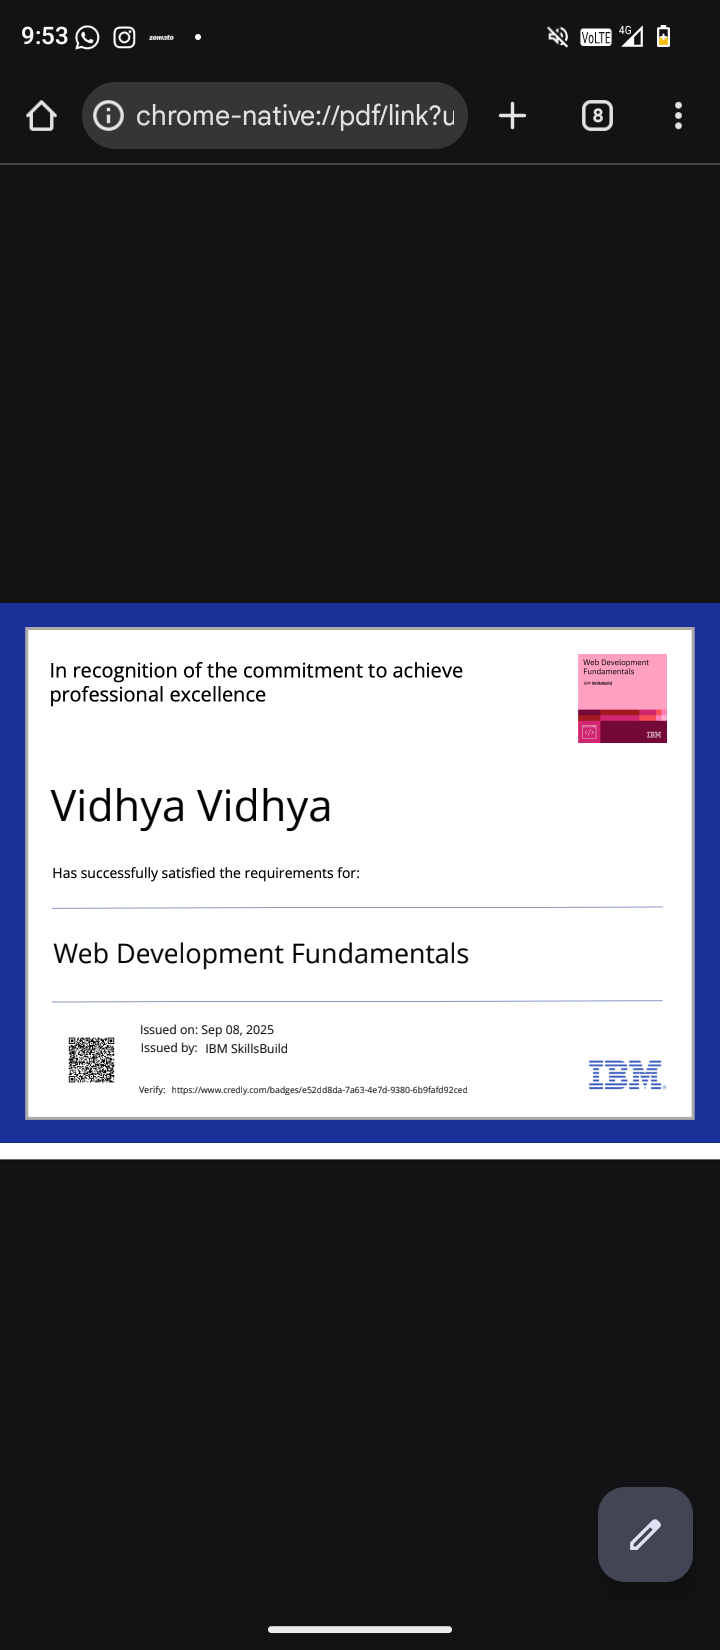 9:53 zomato VoLTE 4G
chrome-native://pdf/link?u 8
In recognition of the commitment to achieve
professional excellence
Web Development
Fundamentals
IBM SkillsBuild
</>
IBM
Vidhya Vidhya
Has successfully satisfied the requirements for:
Web Development Fundamentals
Issued on: Sep 08, 2025
Issued by: IBM SkillsBuild
Verify: https://www.credly.com/badges/e52dd8da-7a63-4e7d-9380-6b9fafd92ced
IBM